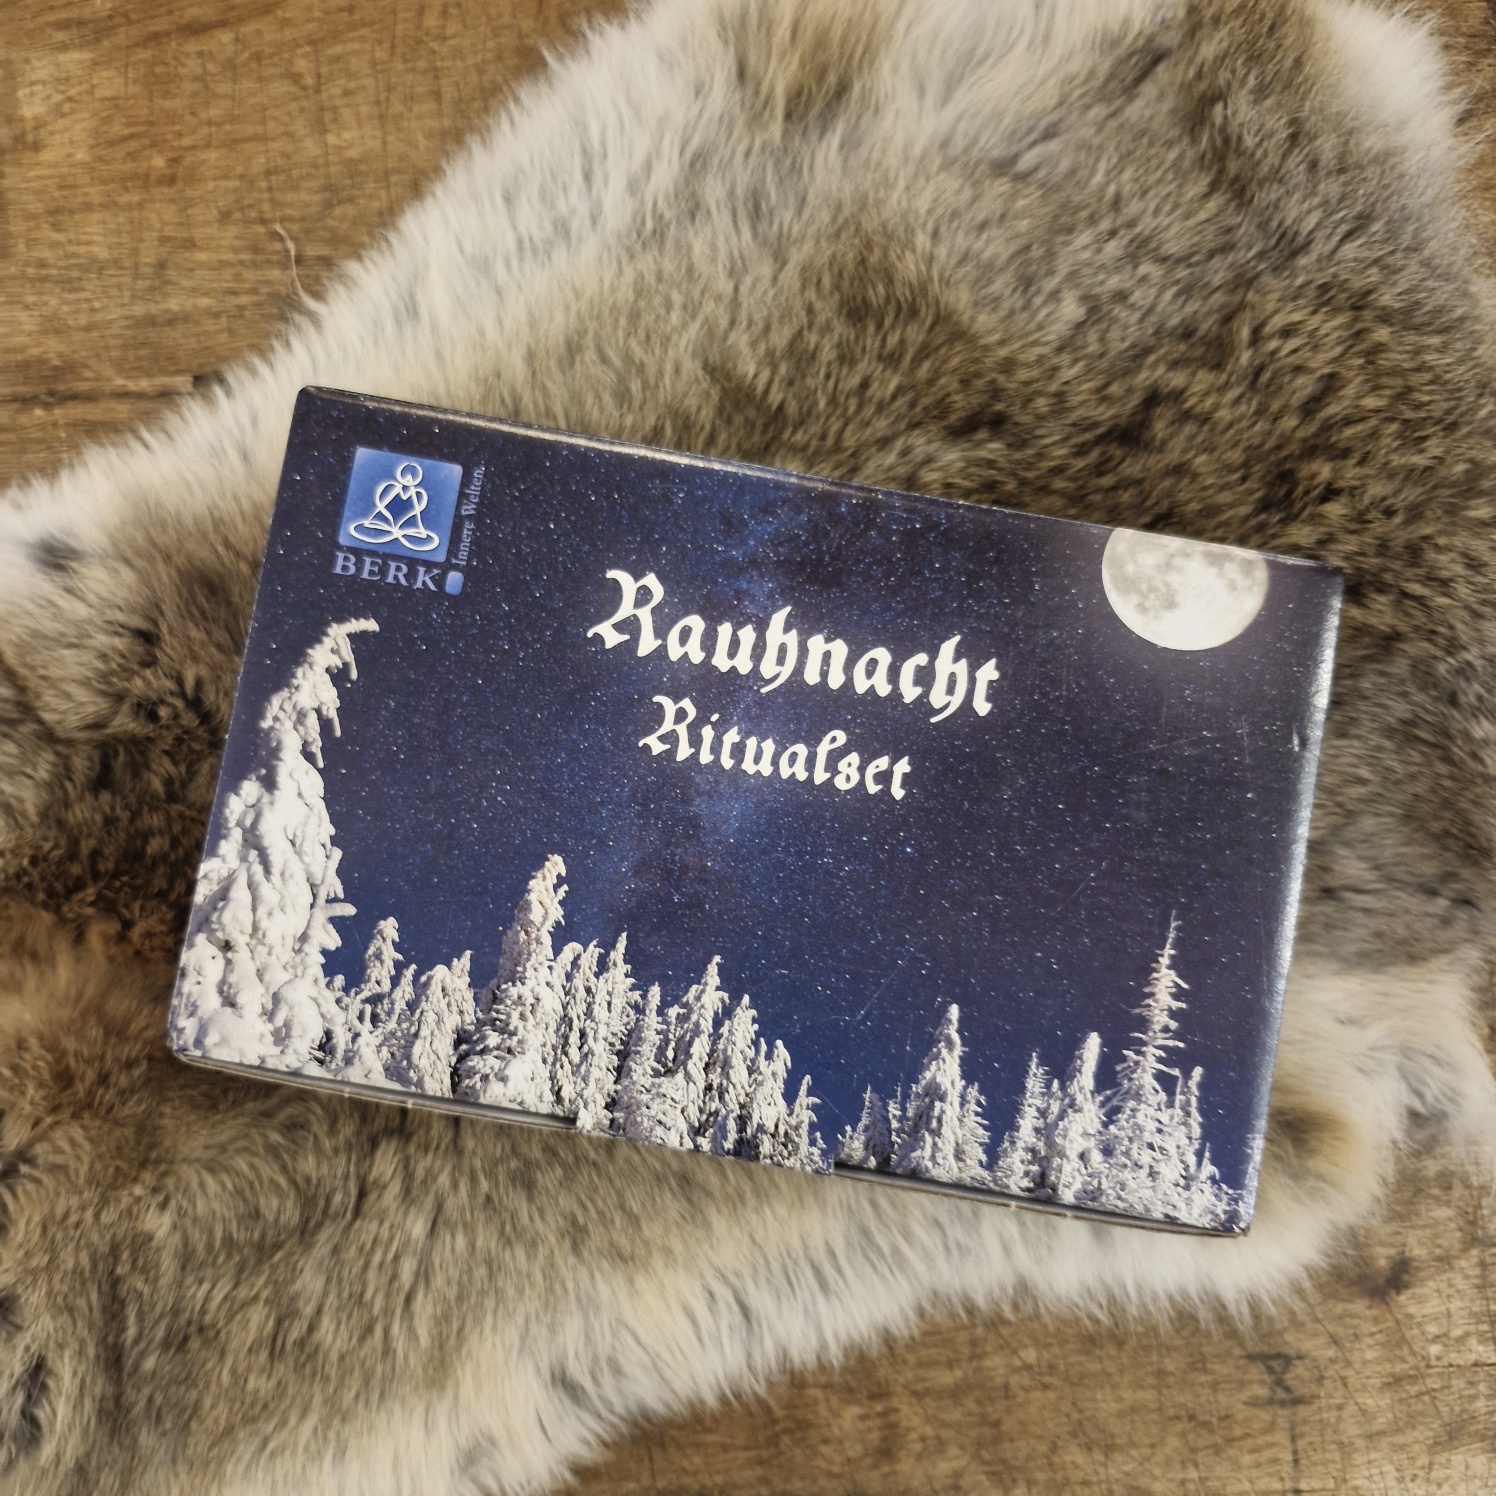 BERK
Innere Welten.
Rauhnacht
Ritualset